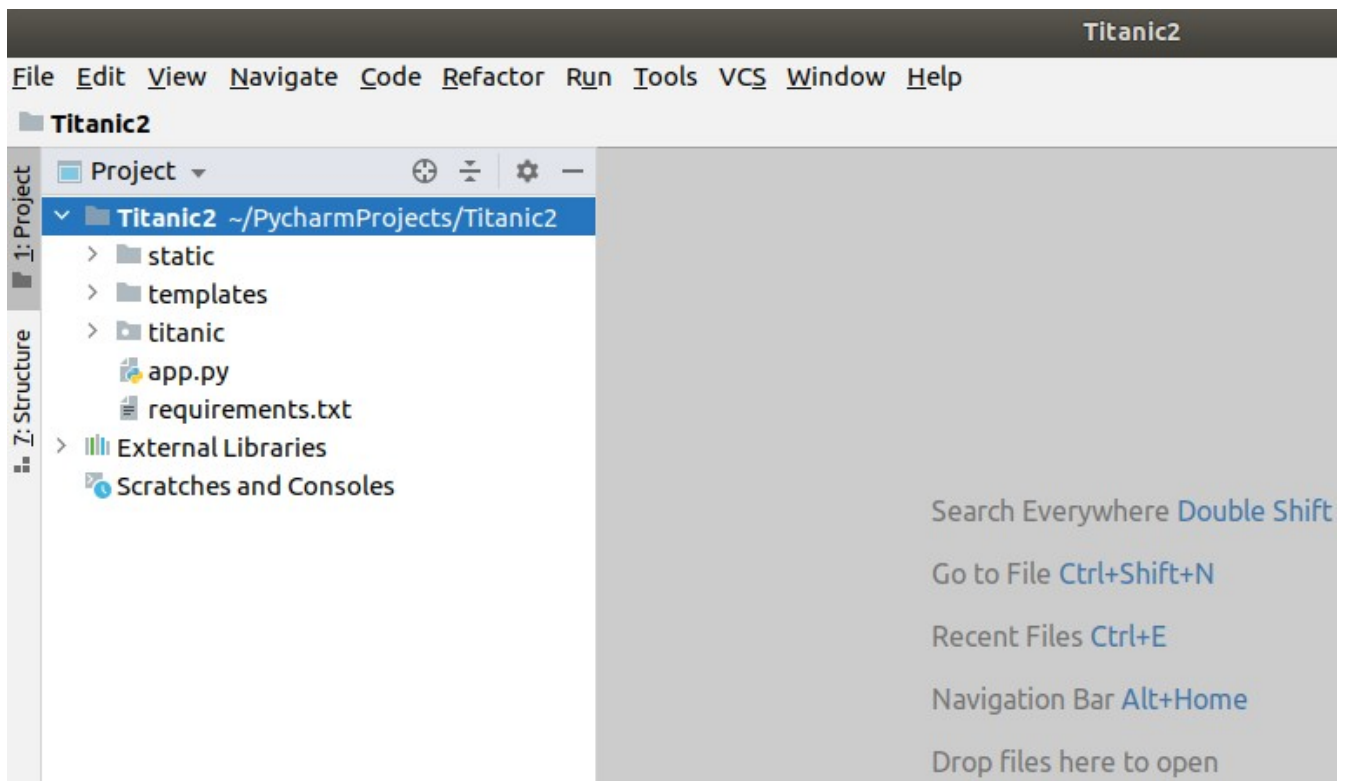 Titanic2
File Edit View Navigate Code Refactor Run Tools VCS Window Help
Titanic2
1: Project
Project
Titanic2 ~/PycharmProjects/Titanic2
static
templates
titanic
app.py
requirements.txt
External Libraries
Scratches and Consoles
7: Structure
Search Everywhere Double Shift
Go to File Ctrl+Shift+N
Recent Files Ctrl+E
Navigation Bar Alt+Home
Drop files here to open